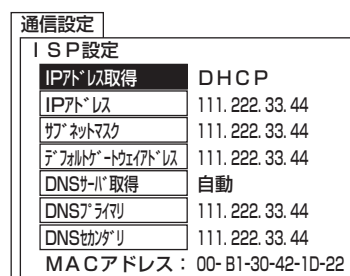 通信設定
ISP設定
IPｱﾄﾞﾚｽ取得 DHCP
IPｱﾄﾞﾚｽ 111. 222. 33. 44
ｻﾌﾞﾈｯﾄﾏｽｸ 111. 222. 33. 44
ﾃﾞﾌｫﾙﾄｹﾞｰﾄｳｪｲｱﾄﾞﾚｽ 111. 222. 33. 44
DNSｻｰﾊﾞ取得 自動
DNSﾌﾟﾗｲﾏﾘ 111. 222. 33. 44
DNSｾｶﾝﾀﾞﾘ 111. 222. 33. 44
MACアドレス： 00-B1-30-42-1D-22